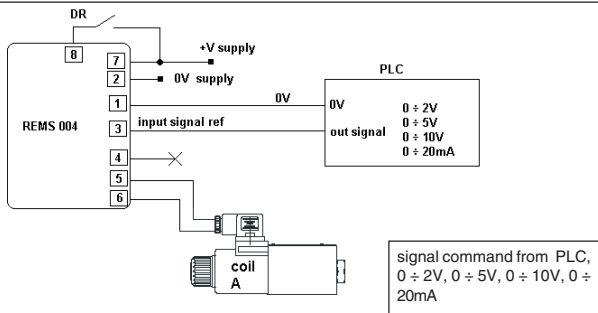 DR
8
7
+V supply
2
0V supply
1
0V
REMS 004
3
input signal ref
4
5
6
PLC
0V
out signal
0 ÷ 2V
0 ÷ 5V
0 ÷ 10V
0 ÷ 20mA
coil
A
signal command from PLC,
0 ÷ 2V, 0 ÷ 5V, 0 ÷ 10V, 0 ÷
20mA